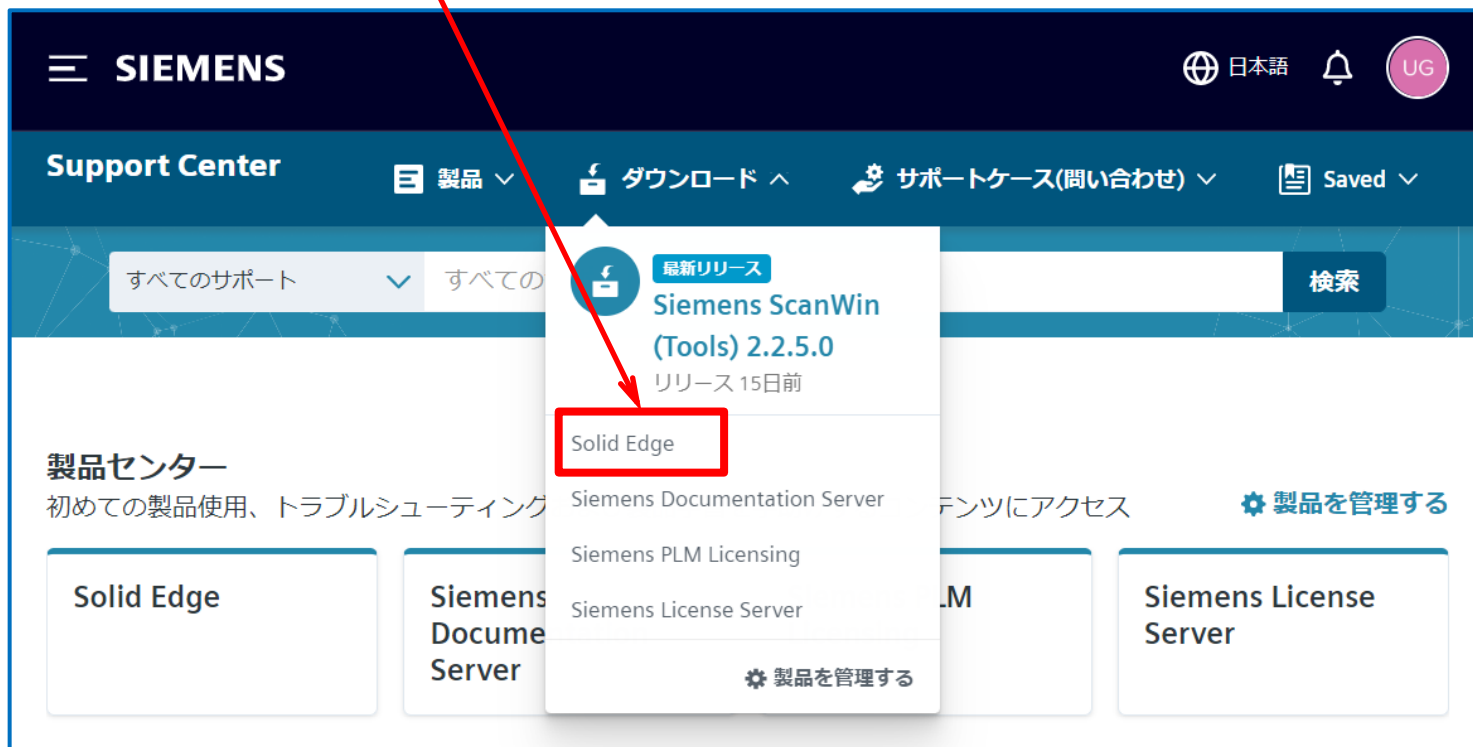 SIEMENS
日本語
UG
Support Center
製品
ダウンロード
サポートケース(問い合わせ)
Saved
すべてのサポート
すべての
検索
最新リリース
Siemens ScanWin
(Tools) 2.2.5.0
リリース 15日前
Solid Edge
Siemens Documentation Server
Siemens PLM Licensing
Siemens License Server
製品を管理する
製品センター
初めての製品使用、トラブルシューティング
テンツにアクセス
製品を管理する
Solid Edge
Siemens
Docume
Server
LM
Siemens License
Server